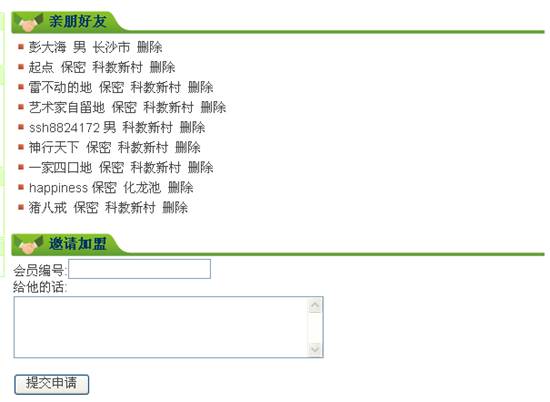 亲朋好友
彭大海 男 长沙市 删除
起点 保密 科教新村 删除
雷不动的地 保密 科教新村 删除
艺术家自留地 保密 科教新村 删除
ssh8824172 男 科教新村 删除
神行天下 保密 科教新村 删除
一家四口地 保密 科教新村 删除
happiness 保密 化龙池 删除
猪八戒 保密 科教新村 删除
邀请加盟
会员编号:
给他的话:
提交申请